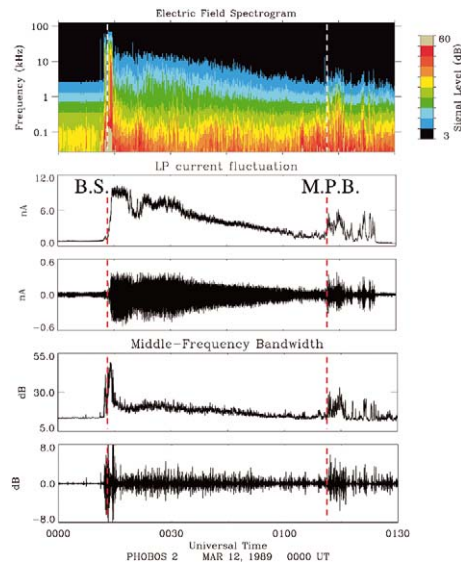 Electric Field Spectrogram
100
10
1
0.1
Frequency (kHz)
60
3
Signal Level (dB)
LP current fluctuation
B.S.
M.P.B.
12.0
6.0
0.0
nA
0.6
0.0
-0.6
nA
Middle-Frequency Bandwidth
55.0
30.0
5.0
dB
8.0
0.0
-8.0
dB
0000 0030 0100 0130
Universal Time
PHOBOS 2 MAR 12, 1989 0000 UT